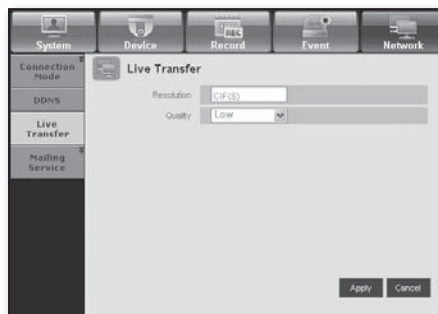 System Device Record Event Network
Connection
Mode
DDNS
Live
Transfer
Mailing
Service
Live Transfer
Resolution CIF(S)
Quality Low
Apply Cancel